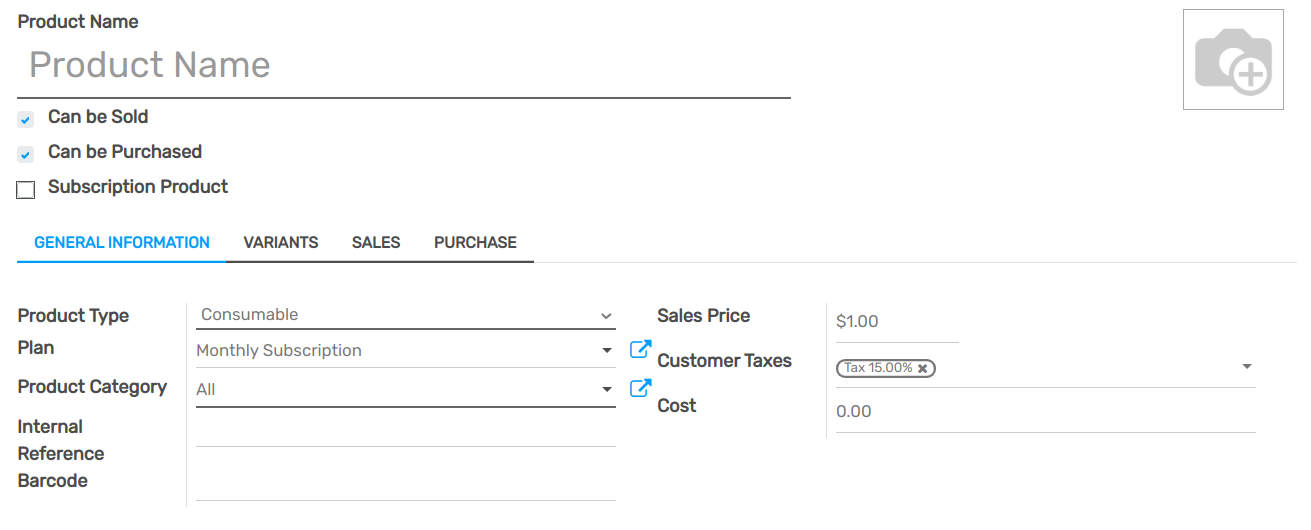 Product Name
Product Name
Can be Sold
Can be Purchased
Subscription Product
GENERAL INFORMATION VARIANTS SALES PURCHASE
Product Type Consumable
Plan Monthly Subscription
Product Category All
Internal
Reference
Barcode
Sales Price $1.00
Customer Taxes Tax 15.00%
Cost 0.00